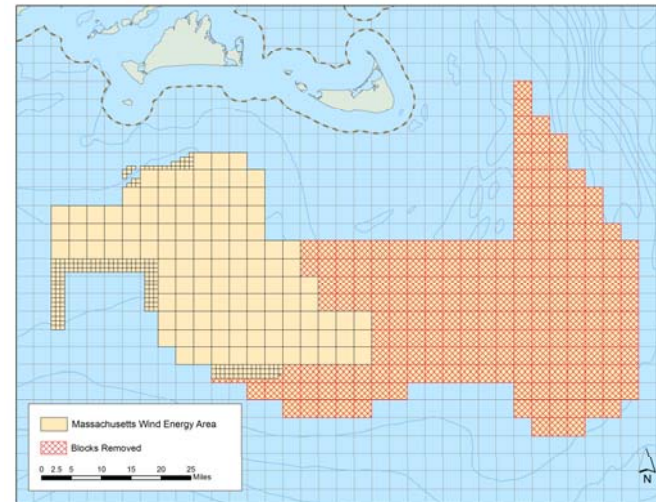 Massachusetts Wind Energy Area
Blocks Removed
0 2.5 5 10 15 20 25
Miles
N